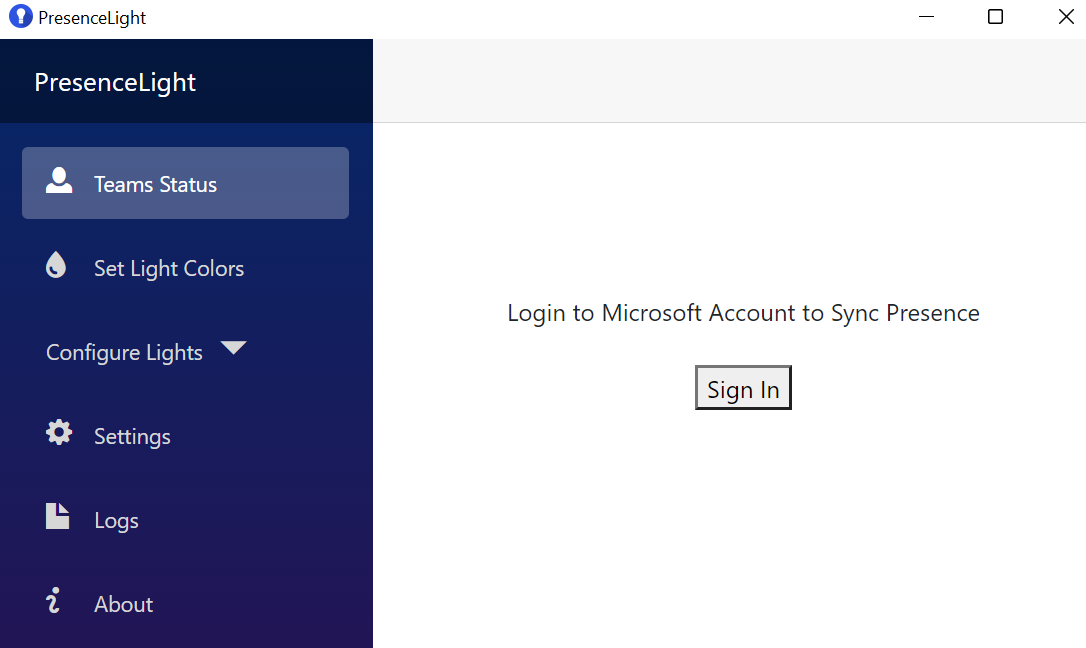 PresenceLight
PresenceLight
Teams Status
Set Light Colors
Configure Lights
Settings
Logs
About
Login to Microsoft Account to Sync Presence
Sign In